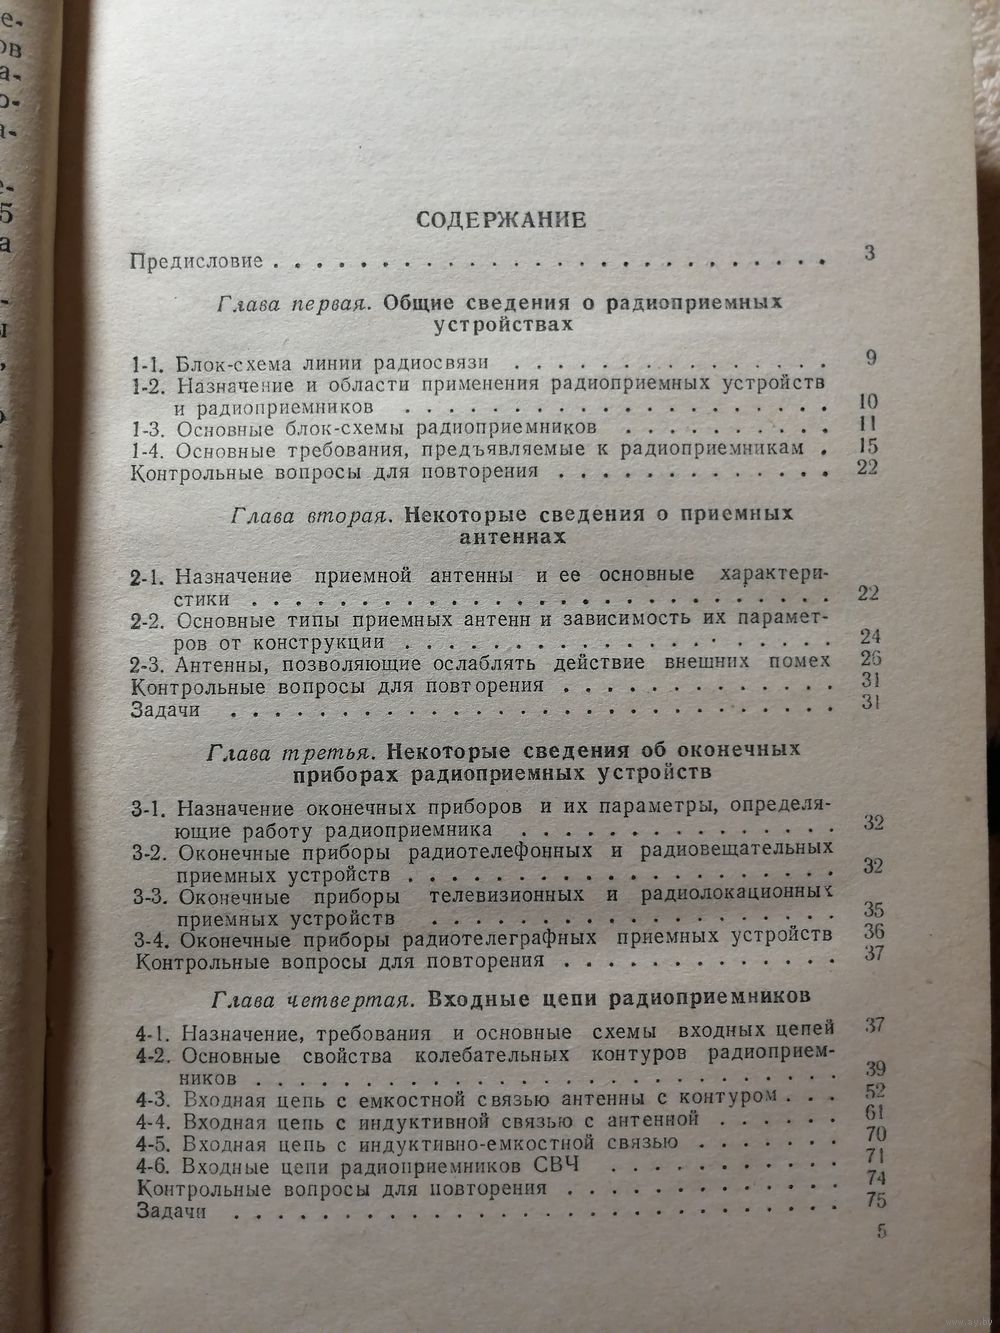 е-
ов
а-
о-
а-
е-
5
а
-
ы
,
СОДЕРЖАНИЕ
Предисловие . . . . . . . . . . . . . . . . . . . . . . . . . . 3
Глава первая. Общие сведения о радиоприемных
устройствах
1-1. Блок-схема линии радиосвязи . . . . . . . . . . . . . . . 9
1-2. Назначение и области применения радиоприемных устройств
и радиоприемников . . . . . . . . . . . . . . . . . . . . 10
1-3. Основные блок-схемы радиоприемников . . . . . . . . . . 11
1-4. Основные требования, предъявляемые к радиоприемникам . 15
Контрольные вопросы для повторения . . . . . . . . . . . . . 22
Глава вторая. Некоторые сведения о приемных
антеннах
2-1. Назначение приемной антенны и ее основные характери-
стики . . . . . . . . . . . . . . . . . . . . . . . . . . . 22
2-2. Основные типы приемных антенн и зависимость их парамет-
ров от конструкции . . . . . . . . . . . . . . . . . . . . 24
2-3. Антенны, позволяющие ослаблять действие внешних помех 26
Контрольные вопросы для повторения . . . . . . . . . . . . . 31
Задачи . . . . . . . . . . . . . . . . . . . . . . . . . . . . 31
Глава третья. Некоторые сведения об оконечных
приборах радиоприемных устройств
3-1. Назначение оконечных приборов и их параметры, определя-
ющие работу радиоприемника . . . . . . . . . . . . . . . 32
3-2. Оконечные приборы радиотелефонных и радиовещательных
приемных устройств . . . . . . . . . . . . . . . . . . . . 32
3-3. Оконечные приборы телевизионных и радиолокационных
приемных устройств . . . . . . . . . . . . . . . . . . . 35
3-4. Оконечные приборы радиотелеграфных приемных устройств 36
Контрольные вопросы для повторения . . . . . . . . . . . . . 37
Глава четвертая. Входные цепи радиоприемников
4-1. Назначение, требования и основные схемы входных цепей 37
4-2. Основные свойства колебательных контуров радиоприем-
ников . . . . . . . . . . . . . . . . . . . . . . . . . . . 39
4-3. Входная цепь с емкостной связью антенны с контуром . . . 52
4-4. Входная цепь с индуктивной связью с антенной . . . . . . 61
4-5. Входная цепь с индуктивно-емкостной связью . . . . . . . 70
4-6. Входные цепи радиоприемников СВЧ . . . . . . . . . . . 71
Контрольные вопросы для повторения . . . . . . . . . . . . . 74
Задачи . . . . . . . . . . . . . . . . . . . . . . . . . . . . 75
5
www.ay.by